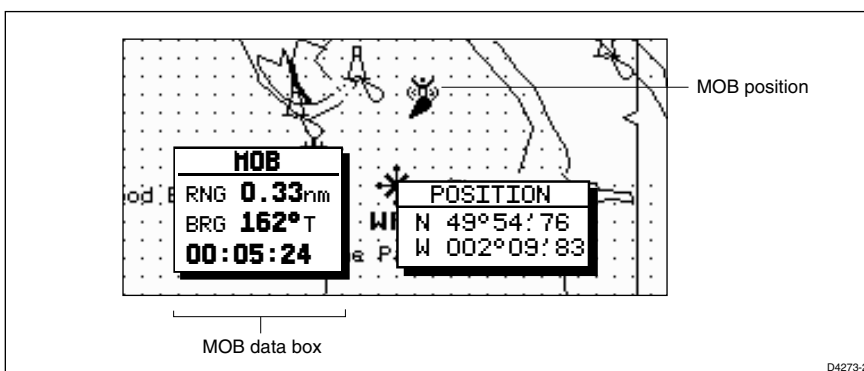 MOB position
MOB
RNG 0.33nm
BRG 162°T
00:05:24
POSITION
N 49°54.'76
W 002°09.'83
MOB data box
D4273-2